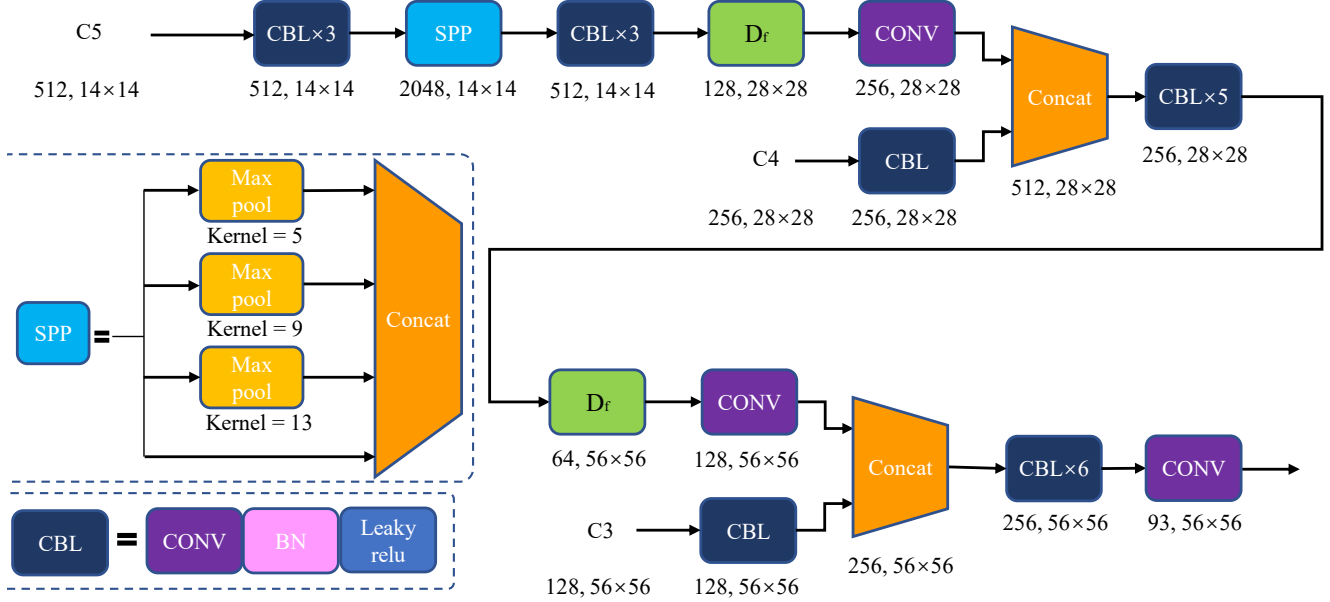 C5
CBL×3
SPP
CBL×3
Df
CONV
512, 14×14
512, 14×14
2048, 14×14
512, 14×14
128, 28×28
256, 28×28
Concat
CBL×5
C4
CBL
256, 28×28
256, 28×28
512, 28×28
256, 28×28
Max
pool
Kernel = 5
Max
pool
Kernel = 9
Max
pool
Kernel = 13
SPP
=
Concat
Df
CONV
64, 56×56
128, 56×56
Concat
CBL×6
CONV
C3
CBL
256, 56×56
93, 56×56
128, 56×56
128, 56×56
256, 56×56
CBL
=
CONV
BN
Leaky
relu